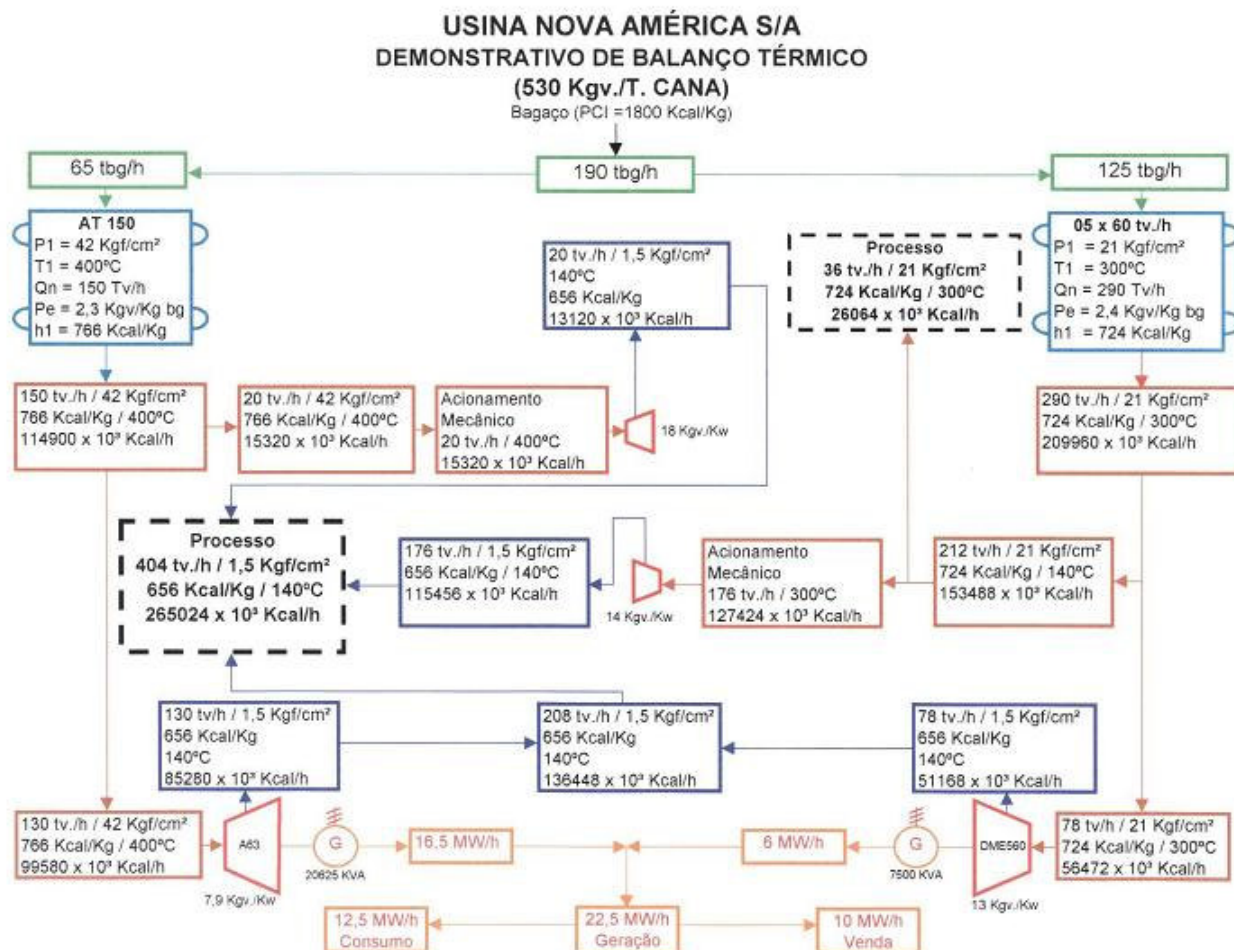 USINA NOVA AMÉRICA S/A
DEMONSTRATIVO DE BALANÇO TÉRMICO
(530 Kgv./T. CANA)
Bagaço (PCI =1800 Kcal/Kg)
65 tbg/h
190 tbg/h
125 tbg/h
AT 150
P1 = 42 Kgf/cm²
T1 = 400ºC
Qn = 150 Tv/h
Pe = 2,3 Kgv/Kg bg
h1 = 766 Kcal/Kg
20 tv./h / 1,5 Kgf/cm²
140ºC
656 Kcal/Kg
13120 x 10³ Kcal/h
Processo
36 tv./h / 21 Kgf/cm²
724 Kcal/Kg / 300ºC
26064 x 10³ Kcal/h
05 x 60 tv./h
P1 = 21 Kgf/cm²
T1 = 300ºC
Qn = 290 Tv/h
Pe = 2,4 Kgv/Kg bg
h1 = 724 Kcal/Kg
150 tv./h / 42 Kgf/cm²
766 Kcal/Kg / 400ºC
114900 x 10³ Kcal/h
20 tv./h / 42 Kgf/cm²
766 Kcal/Kg / 400ºC
15320 x 10³ Kcal/h
Acionamento
Mecânico
20 tv./h / 400ºC
15320 x 10³ Kcal/h
18 Kgv./Kw
290 tv./h / 21 Kgf/cm²
724 Kcal/Kg / 300ºC
209960 x 10³ Kcal/h
Processo
404 tv./h / 1,5 Kgf/cm²
656 Kcal/Kg / 140ºC
265024 x 10³ Kcal/h
176 tv./h / 1,5 Kgf/cm²
656 Kcal/Kg / 140ºC
115456 x 10³ Kcal/h
14 Kgv./Kw
Acionamento
Mecânico
176 tv./h / 300ºC
127424 x 10³ Kcal/h
212 tv/h / 21 Kgf/cm²
724 Kcal/Kg / 140ºC
153488 x 10³ Kcal/h
130 tv/h / 1,5 Kgf/cm²
656 Kcal/Kg
140ºC
85280 x 10³ Kcal/h
208 tv./h / 1,5 Kgf/cm²
656 Kcal/Kg
140ºC
136448 x 10³ Kcal/h
78 tv./h / 1,5 Kgf/cm²
656 Kcal/Kg
140ºC
51168 x 10³ Kcal/h
130 tv./h / 42 Kgf/cm²
766 Kcal/Kg / 400ºC
99580 x 10³ Kcal/h
A63
7,9 Kgv./Kw
G
20625 KVA
16,5 MW/h
6 MW/h
G
7500 KVA
DME560
13 Kgv./Kw
78 tv/h / 21 Kgf/cm²
724 Kcal/Kg / 300ºC
56472 x 10³ Kcal/h
12,5 MW/h
Consumo
22,5 MW/h
Geração
10 MW/h
Venda